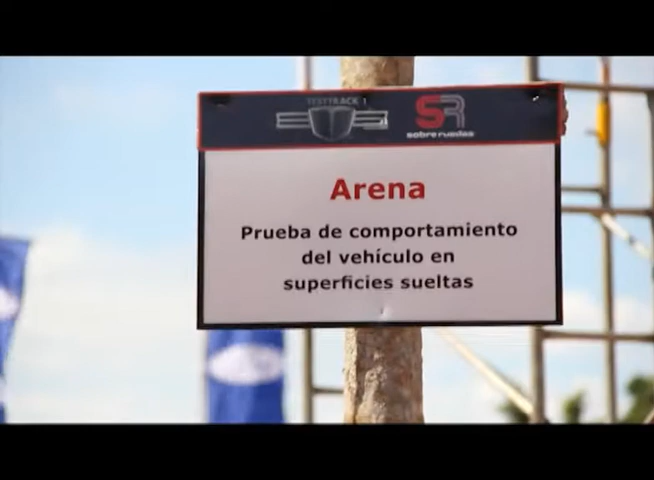 TESTTRACK 1
SR
sobre ruedas
Arena
Prueba de comportamiento
del vehículo en
superficies sueltas